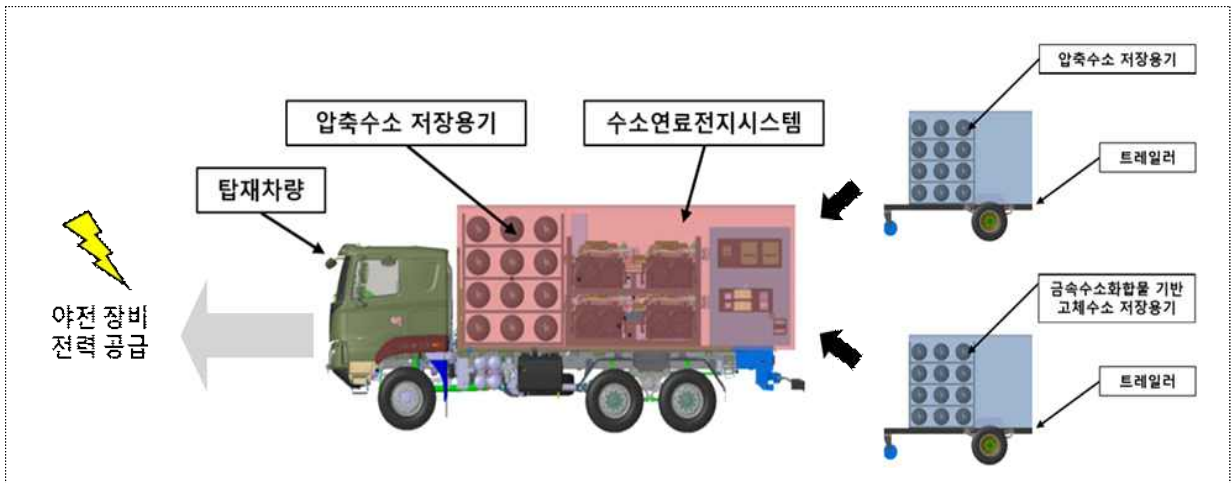 압축수소 저장용기
수소연료전지시스템
탑재차량
야전 장비
전력 공급
압축수소 저장용기
트레일러
금속수소화합물 기반
고체수소 저장용기
트레일러